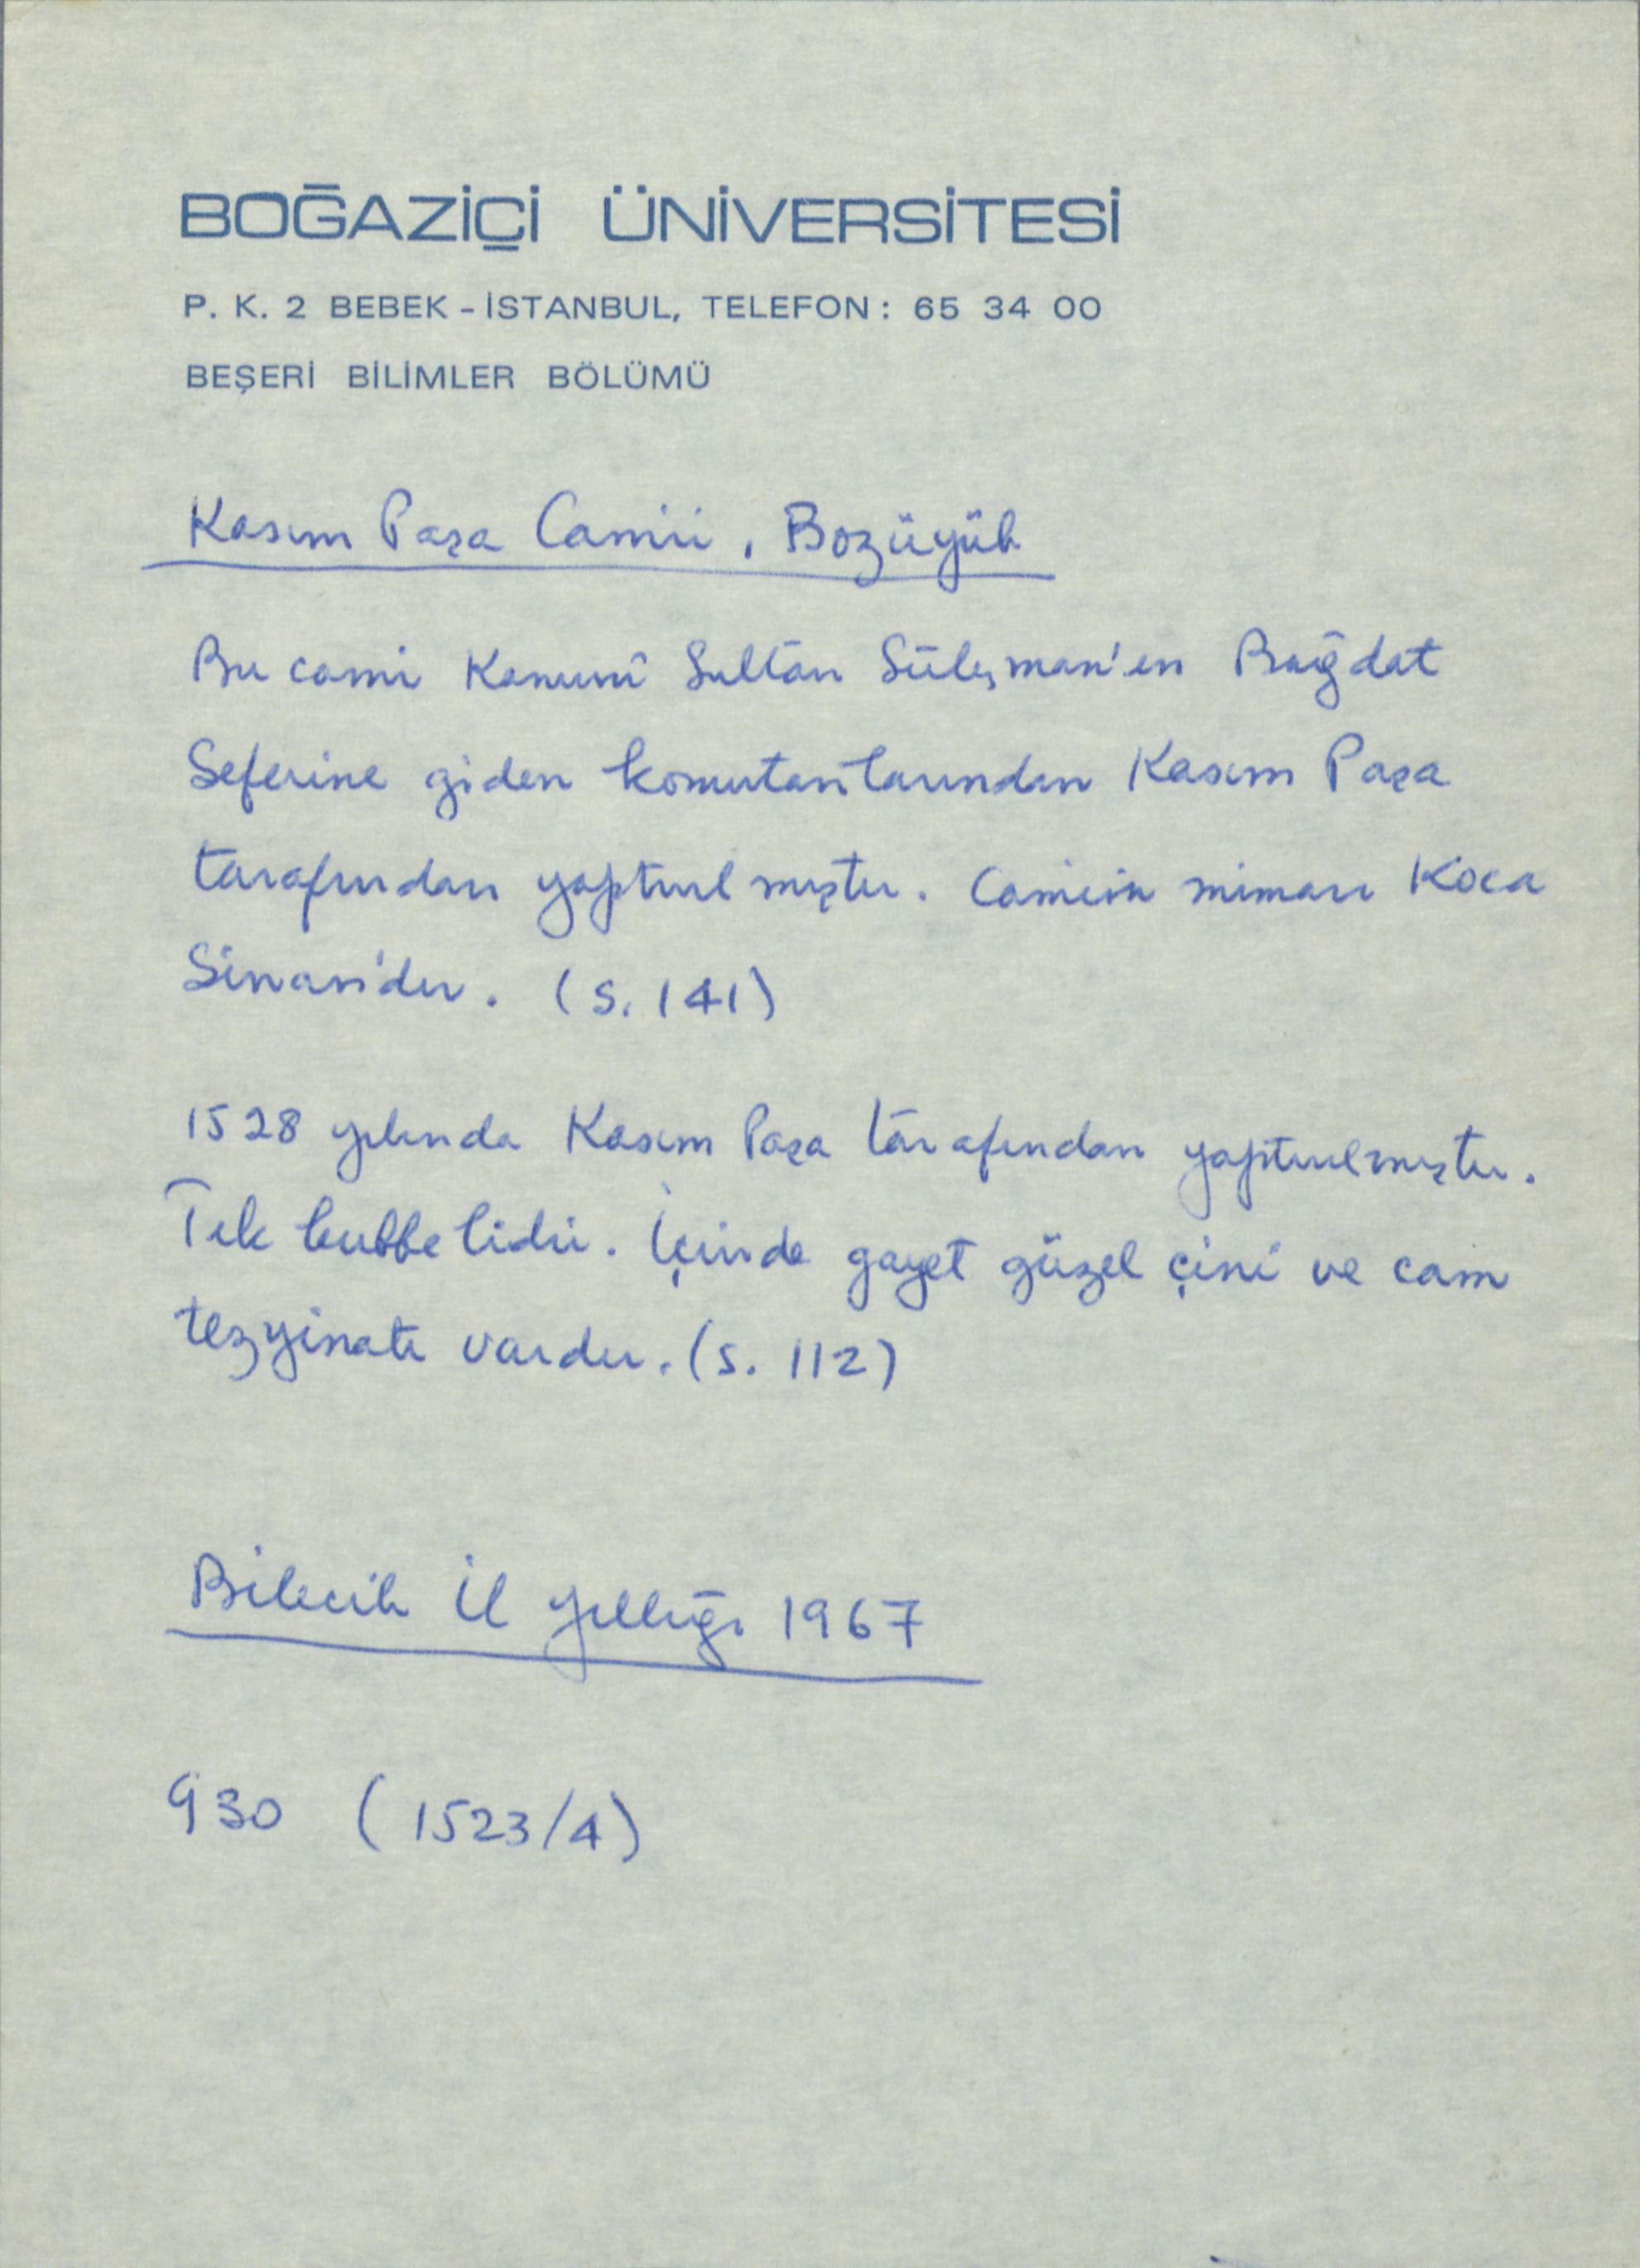 BOĞAZİÇİ ÜNİVERSİTESİ
P. K. 2 BEBEK - İSTANBUL, TELEFON : 65 34 00
BEŞERİ BİLİMLER BÖLÜMÜ
Kasım Paşa Camii, Bozüyük
Bu cami Kanunî Sultan Süleyman'ın Bağdat
Seferine giden komutanlarından Kasım Paşa
tarafından yaptırılmıştır. Camiin mimarı Koca
Sinan'dır. (S. 141)
1528 yılında Kasım Paşa tarafından yaptırılmıştır.
Tek kubbelidir. İçinde gayet güzel çini ve cam
tezyinatı vardır. (S. 112)
Bilecik İl Yıllığı 1967
930 (1523/4)